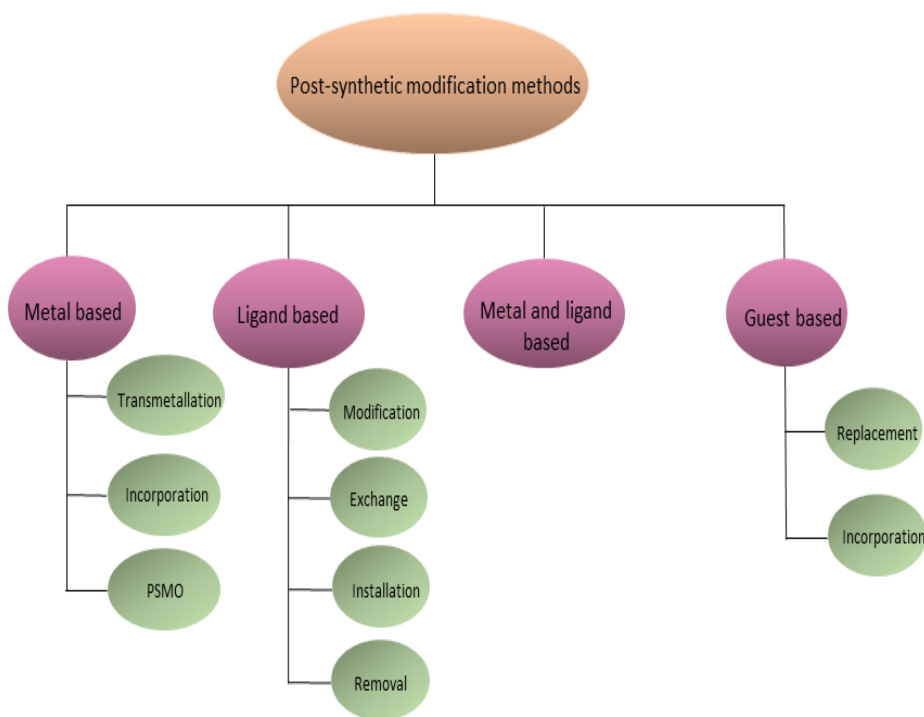 Post-synthetic modification methods
Metal based
Ligand based
Metal and ligand
based
Guest based
Transmetallation
Incorporation
PSMO
Modification
Exchange
Installation
Removal
Replacement
Incorporation